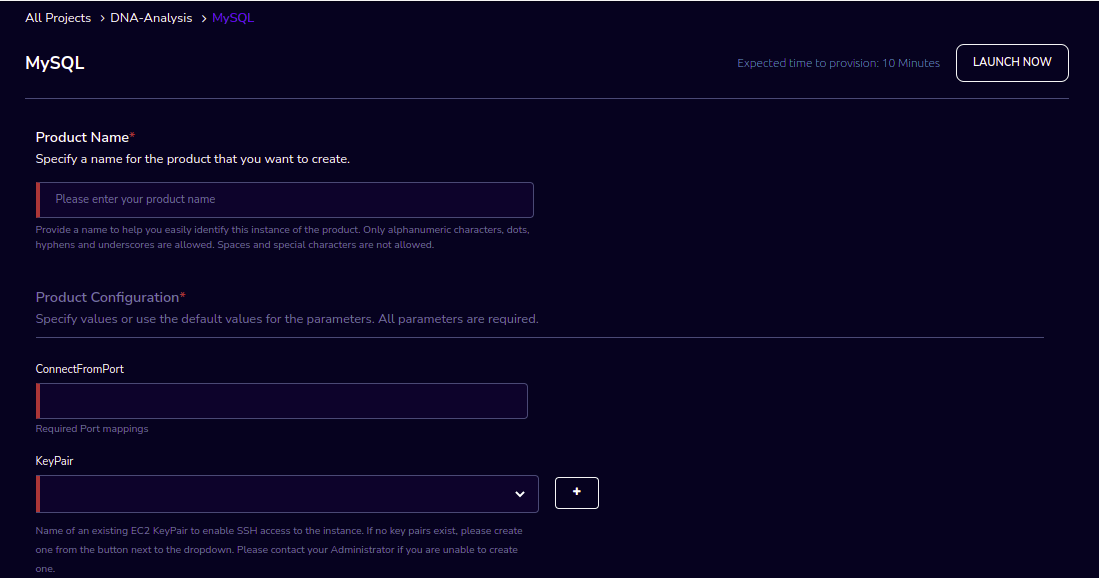 All Projects > DNA-Analysis > MySQL
MySQL
Expected time to provision: 10 Minutes
LAUNCH NOW
Product Name*
Specify a name for the product that you want to create.
Please enter your product name
Provide a name to help you easily identify this instance of the product. Only alphanumeric characters, dots,
hyphens and underscores are allowed. Spaces and special characters are not allowed.
Product Configuration*
Specify values or use the default values for the parameters. All parameters are required.
ConnectFromPort
Required Port mappings
KeyPair
+
Name of an existing EC2 KeyPair to enable SSH access to the instance. If no key pairs exist, please create
one from the button next to the dropdown. Please contact your Administrator if you are unable to create
one.